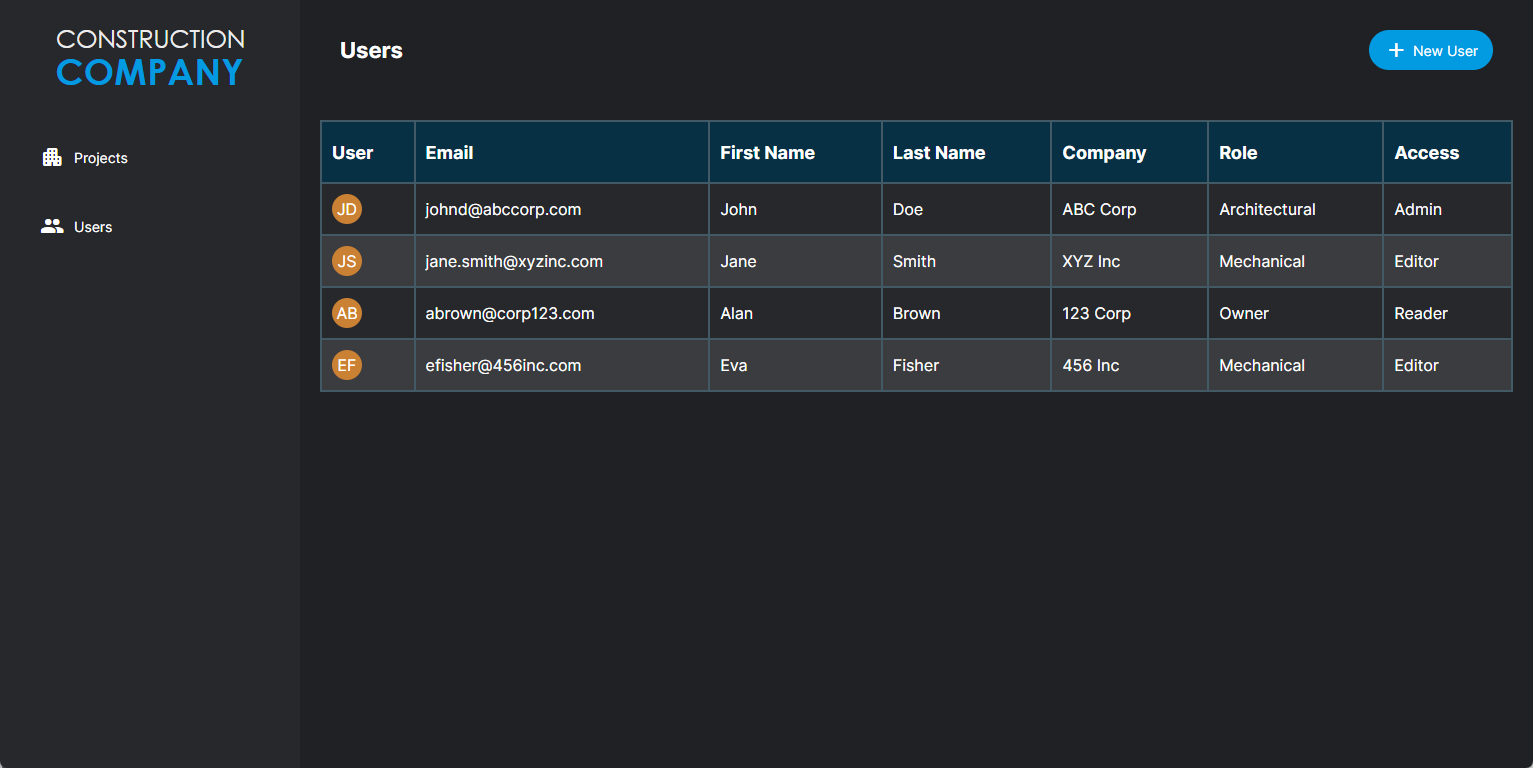 CONSTRUCTION
COMPANY
Projects
Users
Users
New User
User Email First Name Last Name Company Role Access
JD johnd@abccorp.com John Doe ABC Corp Architectural Admin
JS jane.smith@xyzinc.com Jane Smith XYZ Inc Mechanical Editor
AB abrown@corp123.com Alan Brown 123 Corp Owner Reader
EF efisher@456inc.com Eva Fisher 456 Inc Mechanical Editor